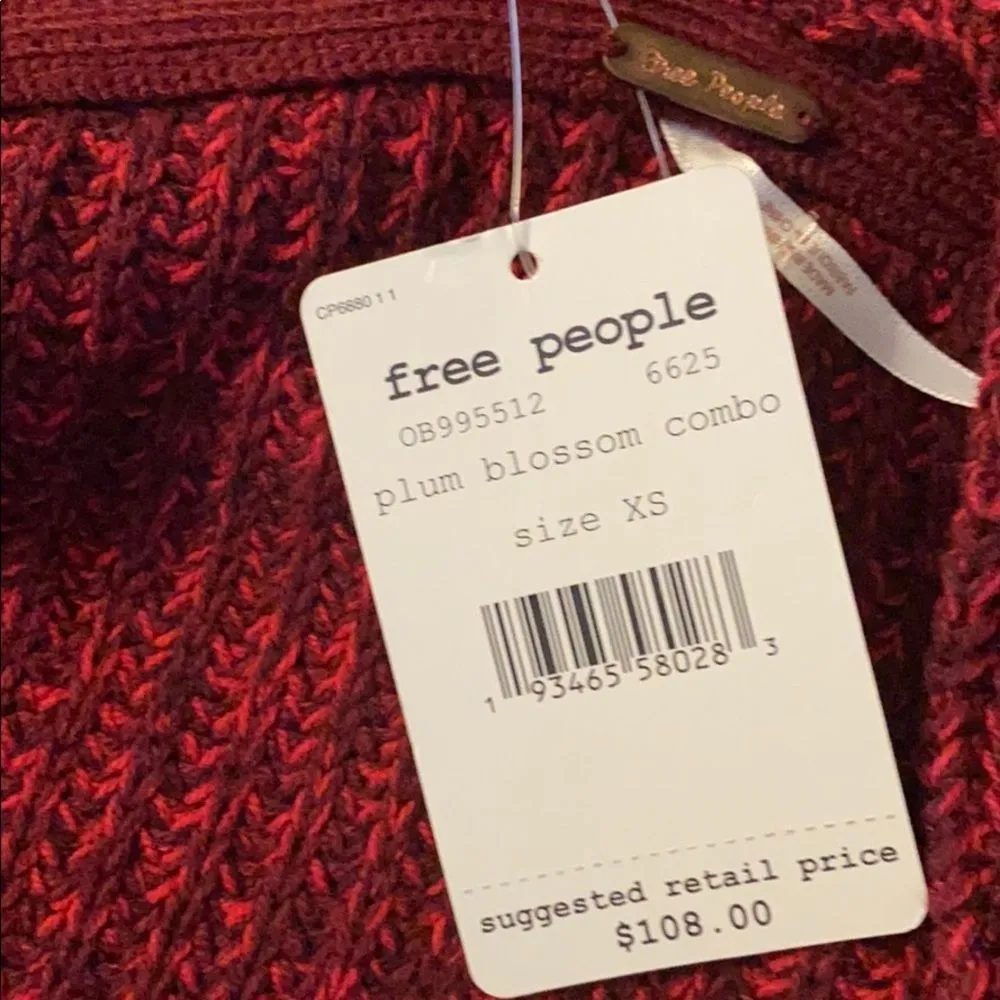 Free People
CP6880 1 1
free people
OB995512 6625
plum blossom combo
size XS
1 93465 58028 3
suggested retail price
$108.00